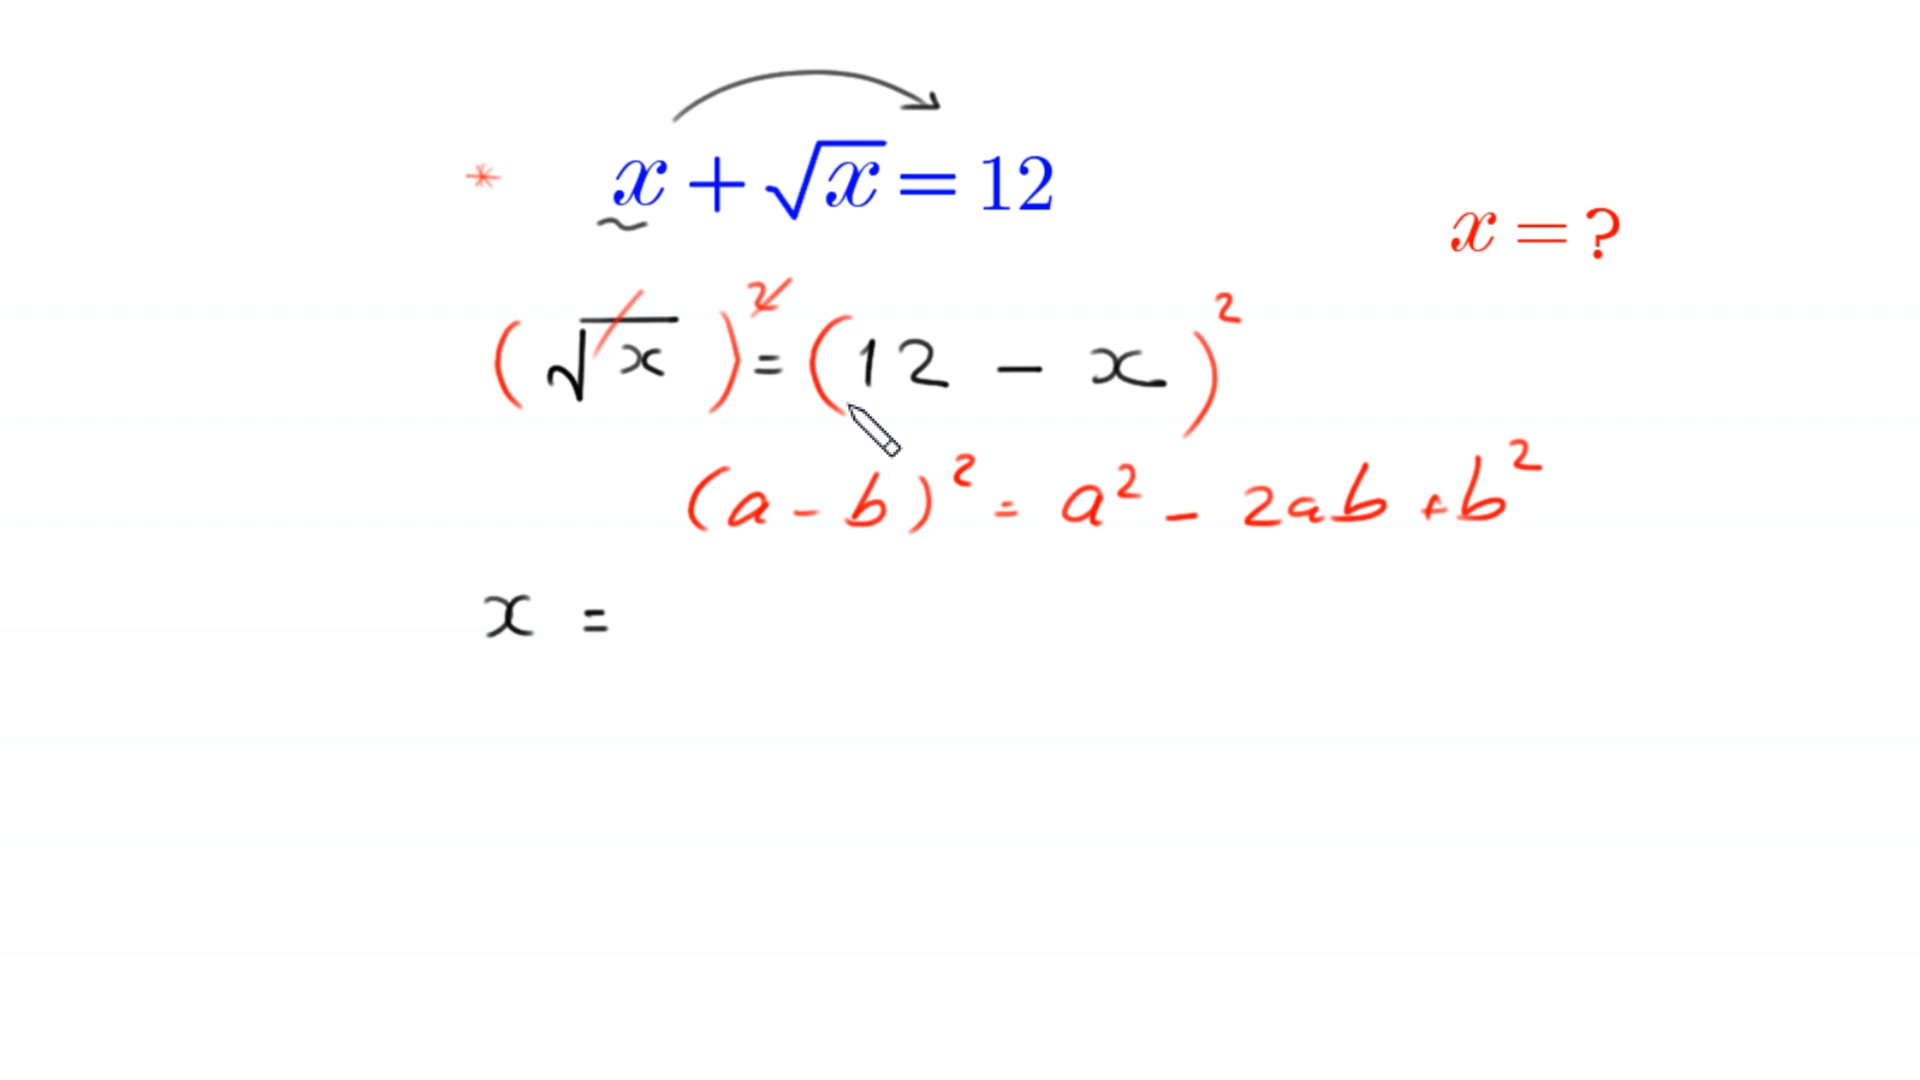 * x + √x = 12
x = ?
(√x)² = (12 - x)²
(a - b)² = a² - 2ab + b²
x =